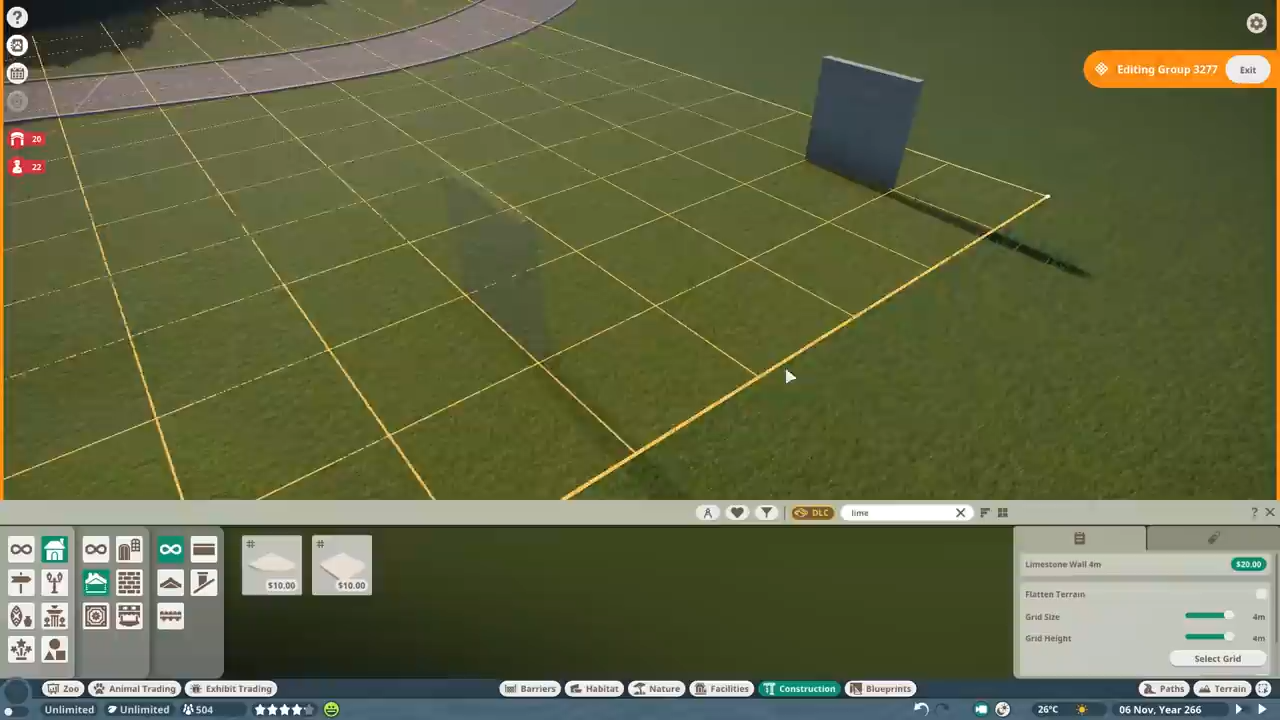 ?
Editing Group 3277 Exit
20
22
DLC lime ? 
$10.00 $10.00
Limestone Wall 4m $20.00
Flatten Terrain
Grid Size 4m
Grid Height 4m
Select Grid
Zoo Animal Trading Exhibit Trading Barriers Habitat Nature Facilities Construction Blueprints Paths Terrain
Unlimited Unlimited 504 26°C 06 Nov, Year 266